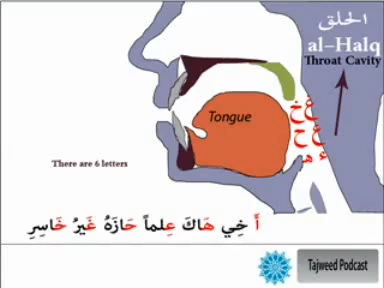 الحلق
al-Halq
Throat Cavity
غ خ
ع ح
ء ه
Tongue
There are 6 letters
أَ خِي هَاكَ عِلماً حَازَهُ غَيرُ خَاسِرِ
Tajweed Podcast